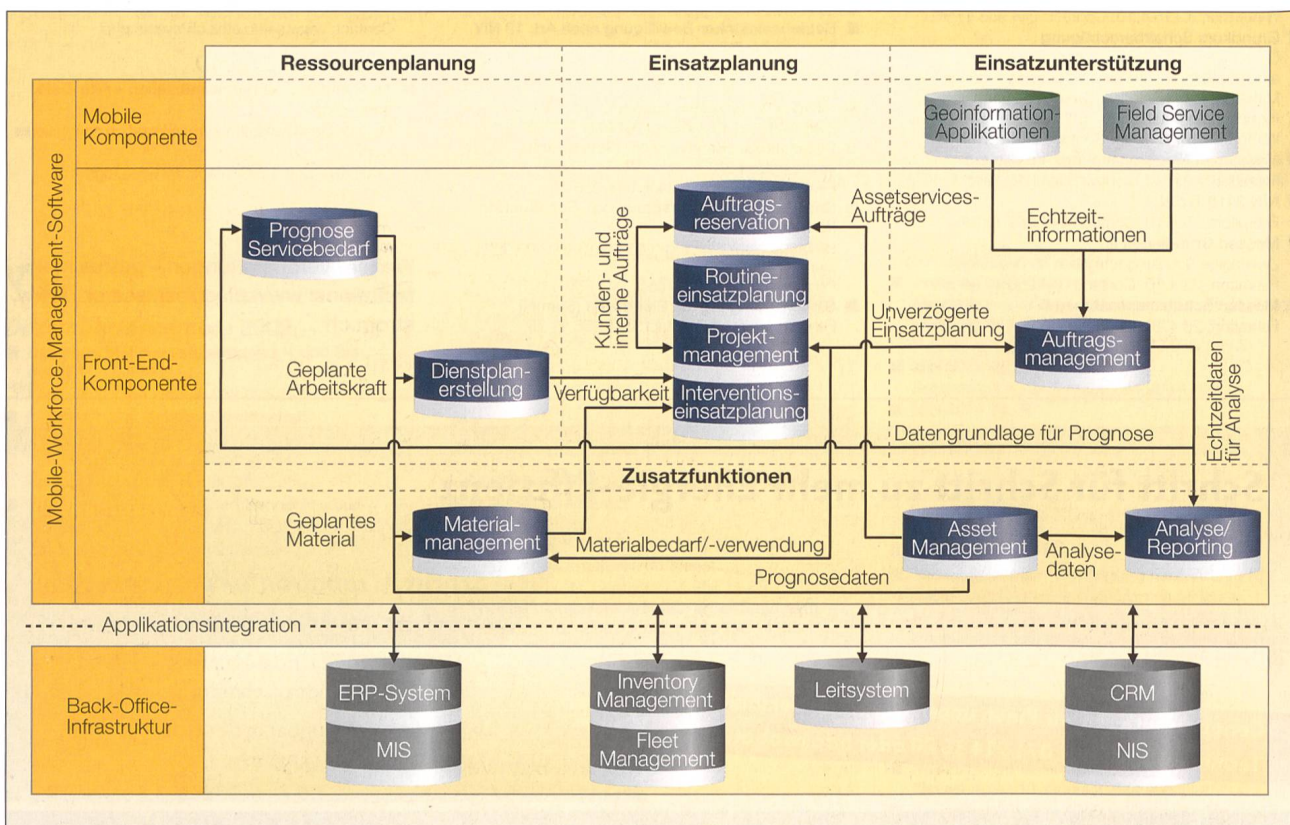 Ressourcenplanung
Einsatzplanung
Einsatzunterstützung
Mobile-Workforce-Management-Software
Mobile
Komponente
Geoinformation-
Applikationen
Field Service
Management
Front-End-
Komponente
Prognose
Servicebedarf
Kunden- und
interne Aufträge
Auftrags-
reservation
Assetservices-
Aufträge
Echtzeit-
informationen
Routine-
einsatzplanung
Projekt-
management
Interventions-
einsatzplanung
Unverzögerte
Einsatzplanung
Auftrags-
management
Geplante
Arbeitskraft
Dienstplan-
erstellung
Verfügbarkeit
Datengrundlage für Prognose
Echtzeitdaten
für Analyse
Zusatzfunktionen
Geplantes
Material
Material-
management
Materialbedarf/-verwendung
Asset
Management
Analyse-
daten
Analyse/
Reporting
Prognosedaten
Applikationsintegration
Back-Office-
Infrastruktur
ERP-System
MIS
Inventory
Management
Fleet
Management
Leitsystem
CRM
NIS